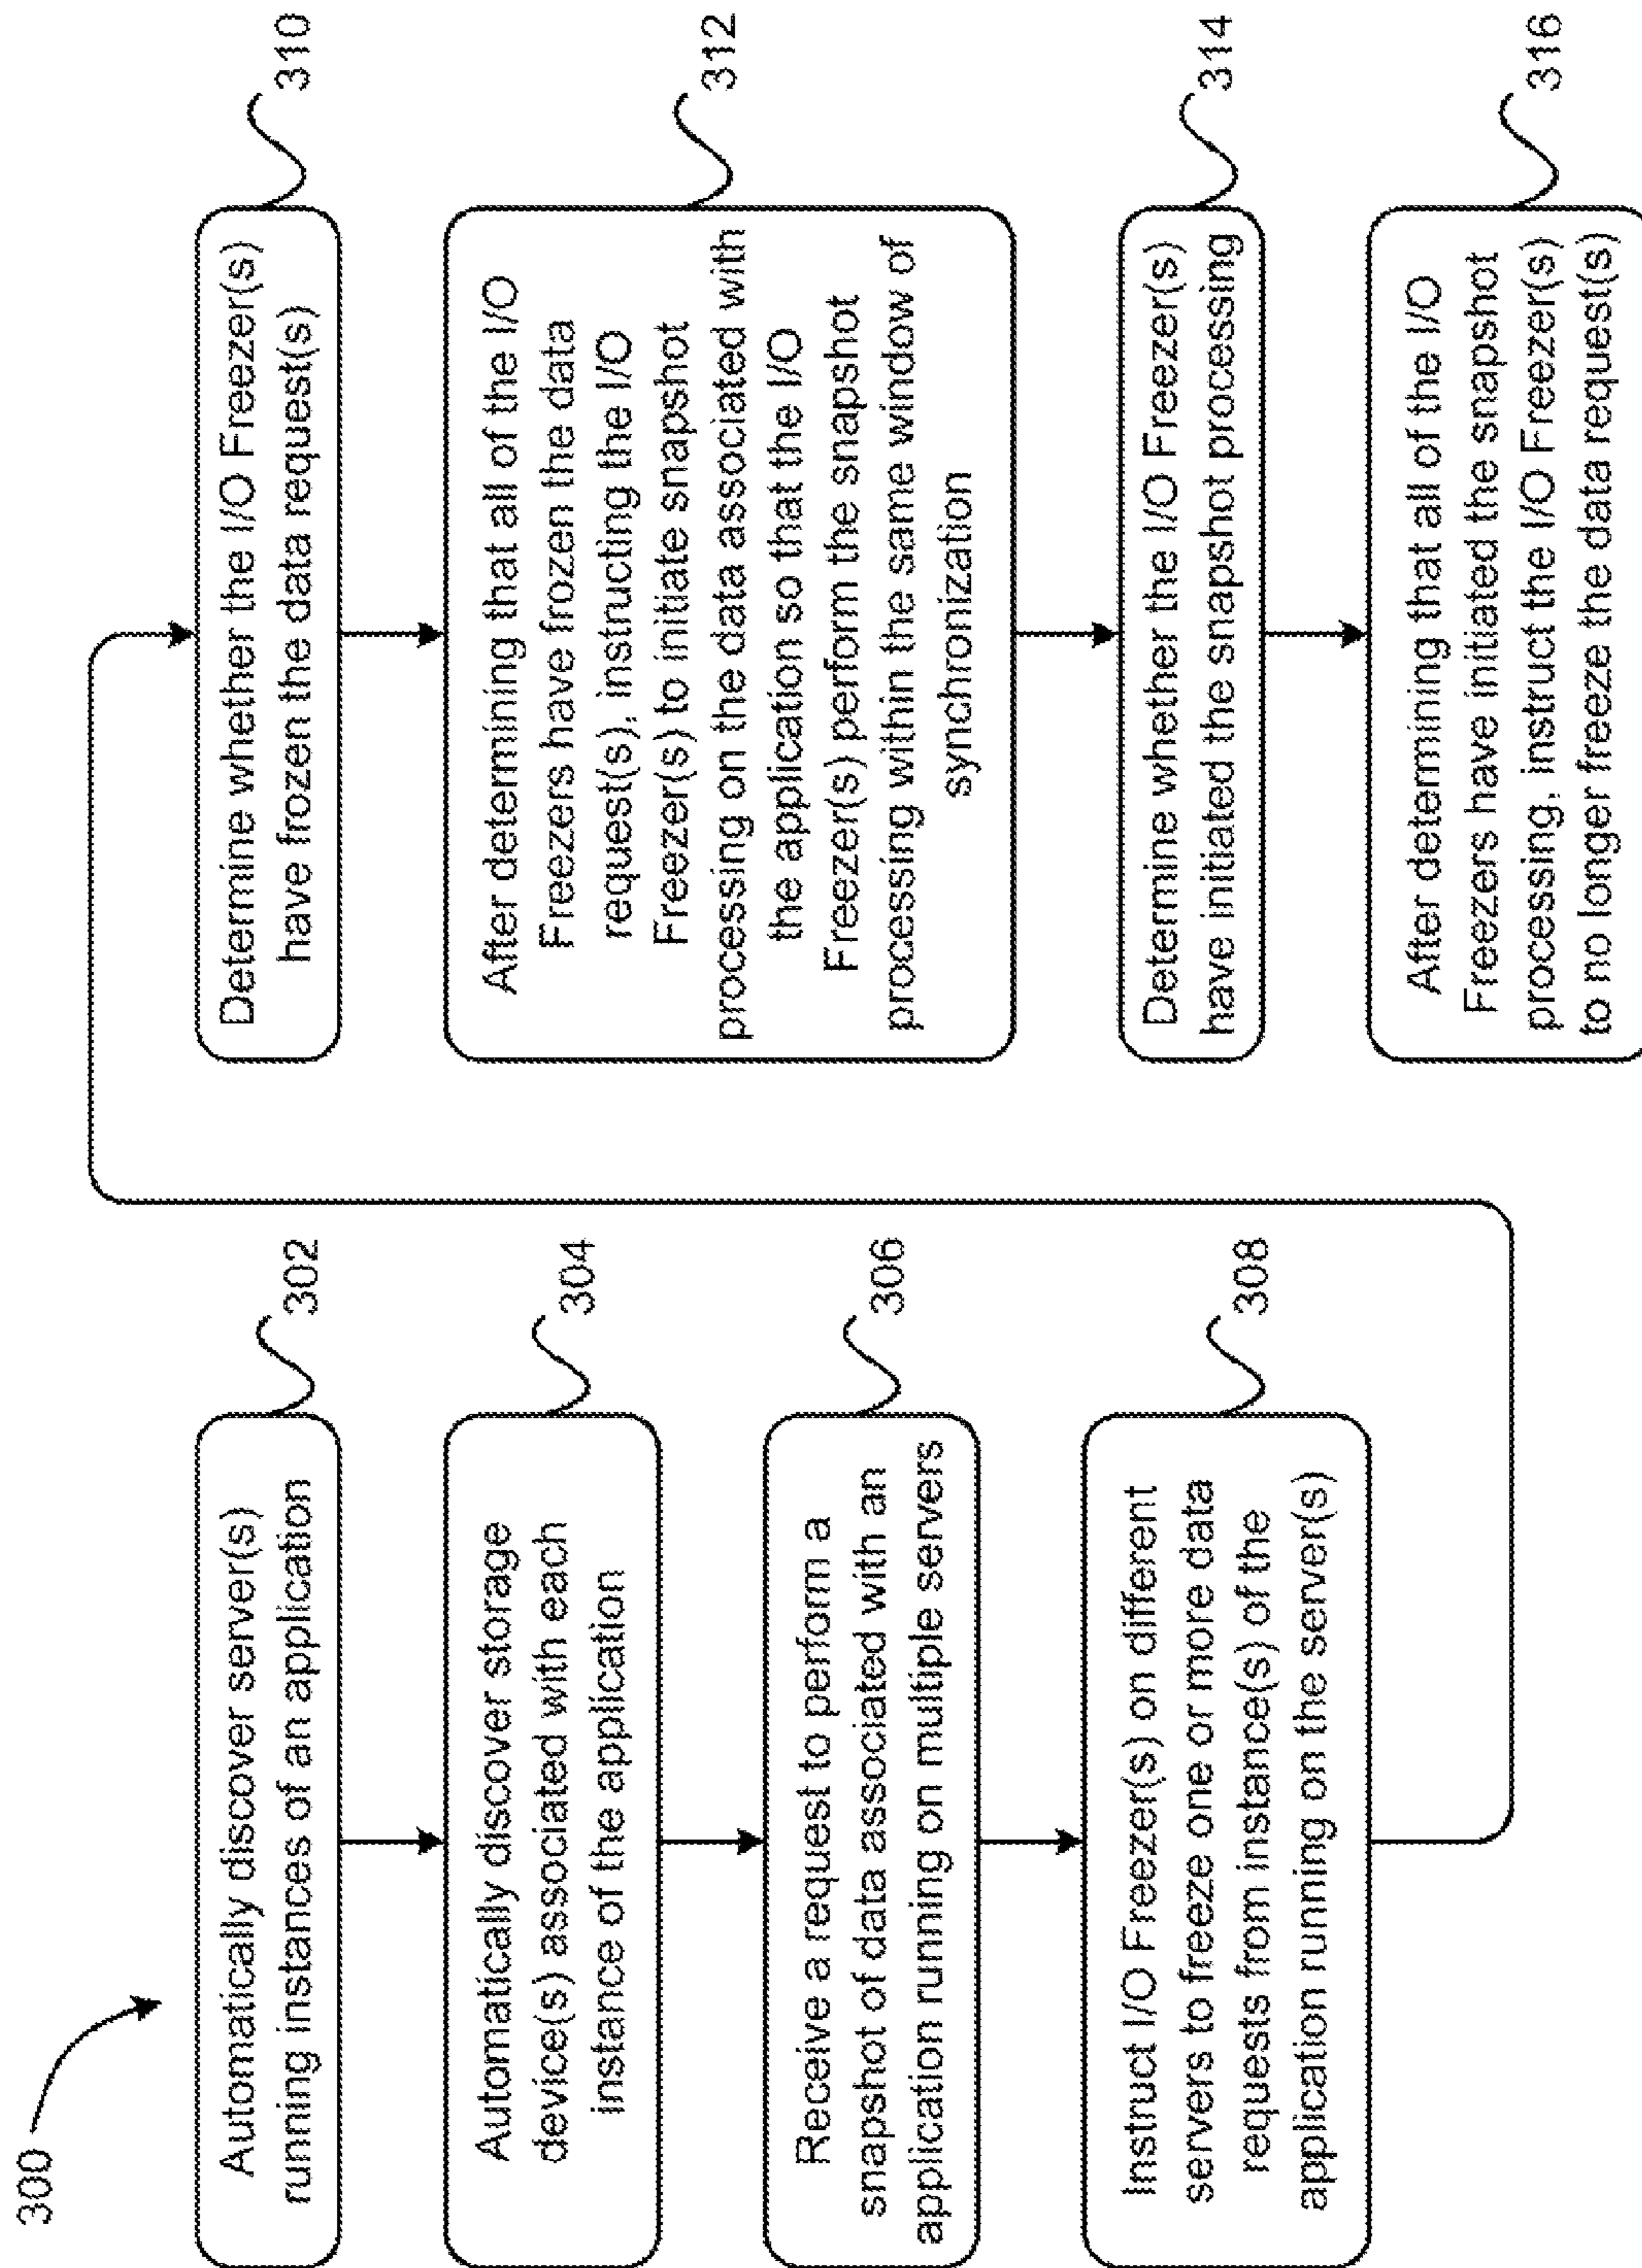 300
Automatically discover server(s)
running instances of an application
302
Automatically discover storage
device(s) associated with each
instance of the application
304
Receive a request to perform a
snapshot of data associated with an
application running on multiple servers
306
Instruct I/O Freezer(s) on different
servers to freeze one or more data
requests from instance(s) of the
application running on the server(s)
308
Determine whether the I/O Freezer(s)
have frozen the data request(s)
310
After determining that all of the I/O
Freezers have frozen the data
request(s), instructing the I/O
Freezer(s) to initiate snapshot
processing on the data associated with
the application so that the I/O
Freezer(s) perform the snapshot
processing within the same window of
synchronization
312
Determine whether the I/O Freezer(s)
have initiated the snapshot processing
314
After determining that all of the I/O
Freezers have initiated the snapshot
processing, instruct the I/O Freezer(s)
to no longer freeze the data request(s)
316